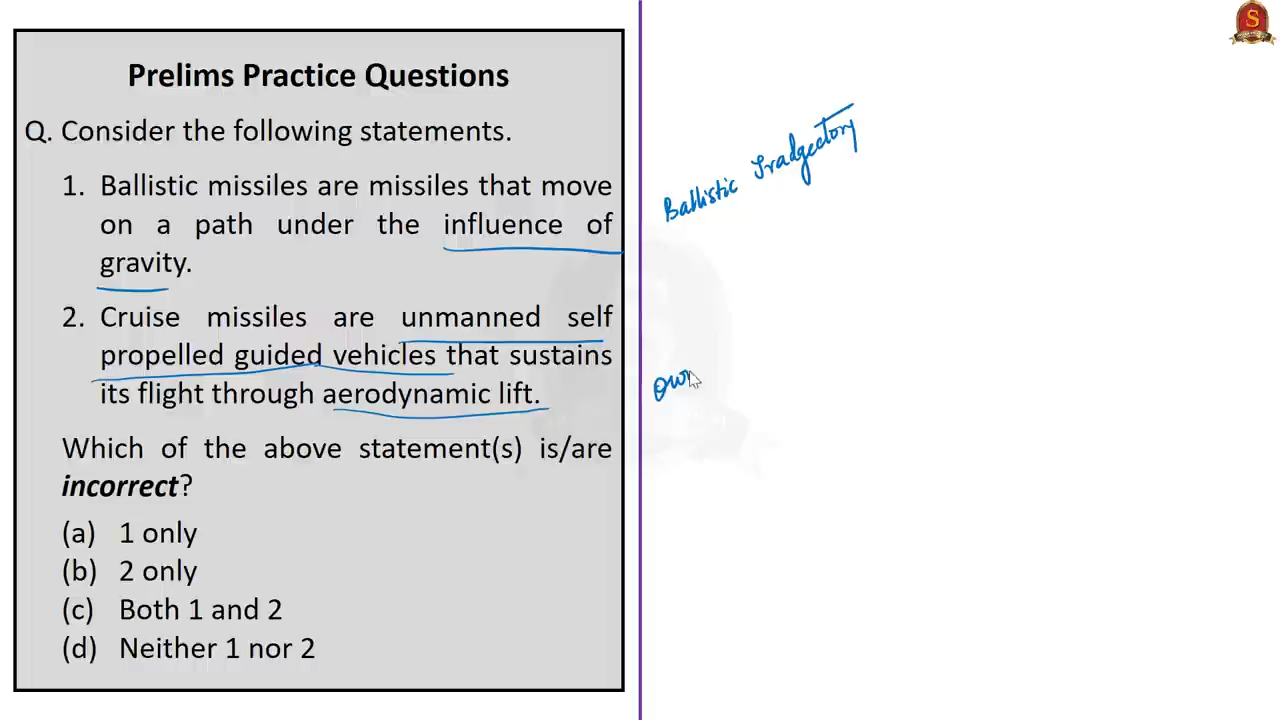 Prelims Practice Questions
Q. Consider the following statements.
1. Ballistic missiles are missiles that move
on a path under the influence of
gravity.
2. Cruise missiles are unmanned self
propelled guided vehicles that sustains
its flight through aerodynamic lift.
Which of the above statement(s) is/are
incorrect?
(a) 1 only
(b) 2 only
(c) Both 1 and 2
(d) Neither 1 nor 2
Ballistic Tradgectory
own
S